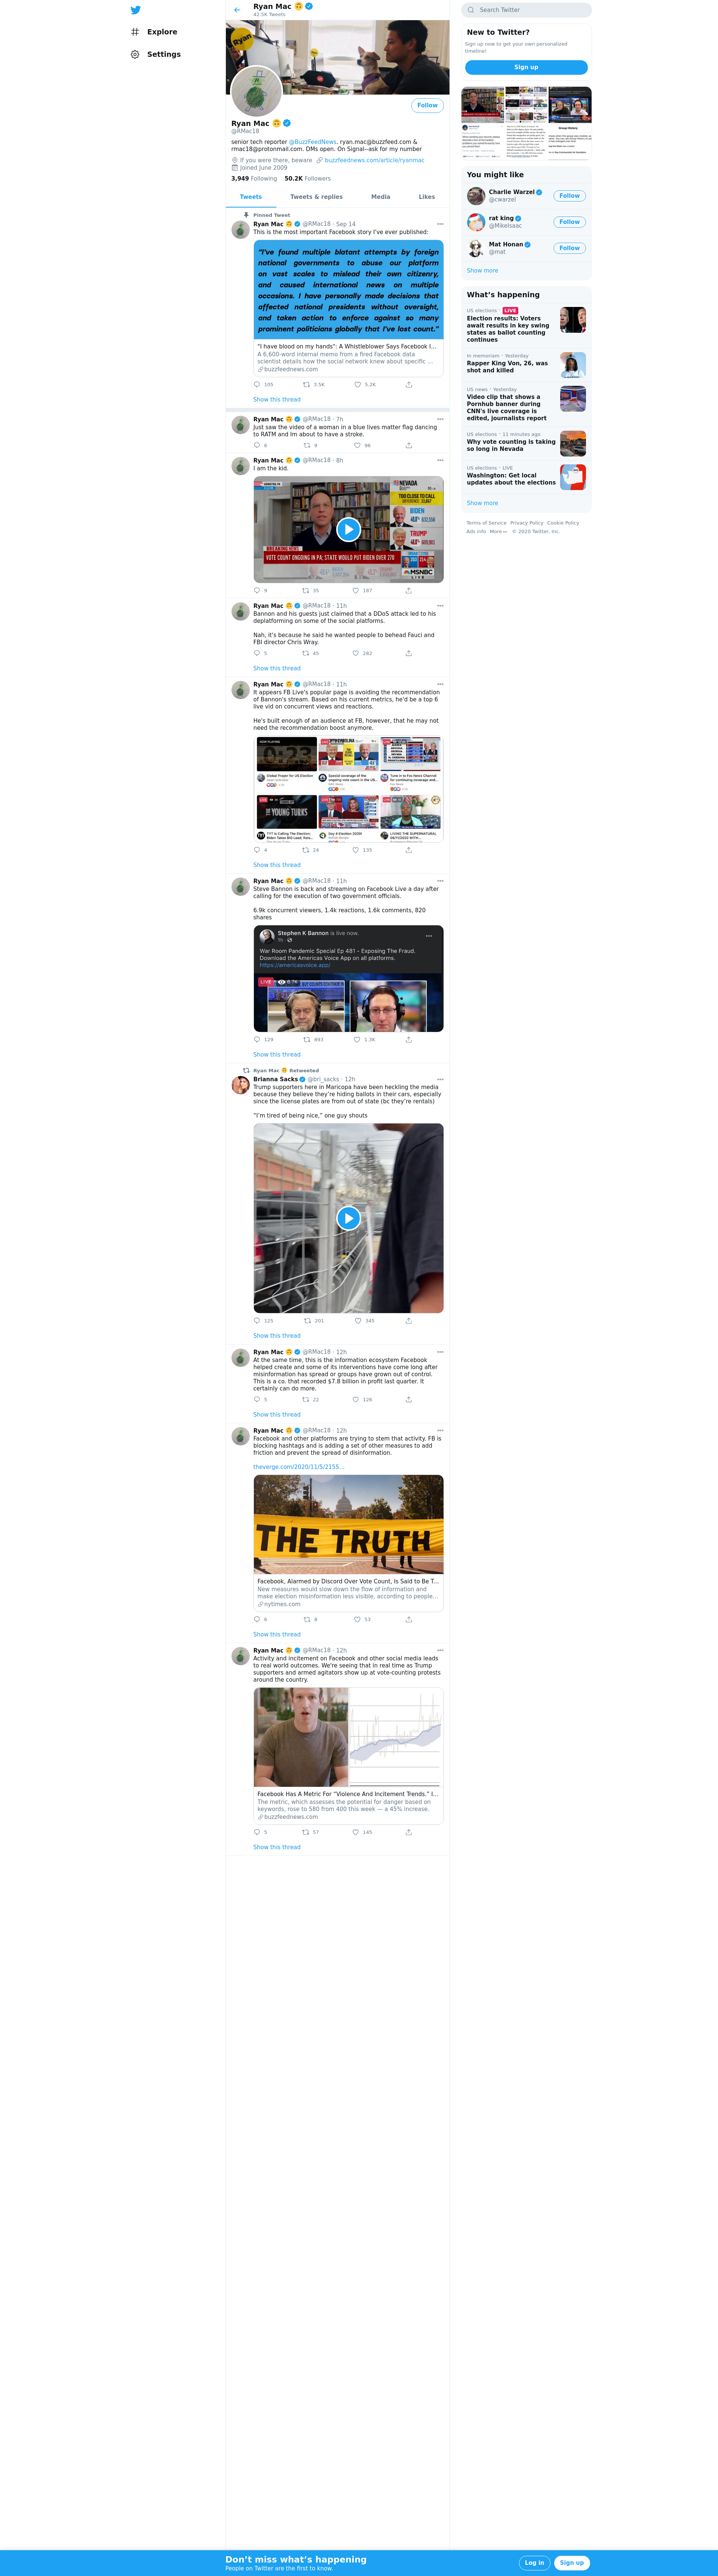 Explore
Settings
Ryan Mac 🙃
42.5K Tweets
Ryan
Follow
Ryan Mac 🙃
@RMac18
senior tech reporter @BuzzFeedNews. ryan.mac@buzzfeed.com &
rmac18@protonmail.com. DMs open. On Signal--ask for my number
If you were there, beware buzzfeednews.com/article/ryanmac
Joined June 2009
3,949 Following 50.2K Followers
Tweets Tweets & replies Media Likes
Pinned Tweet
Ryan Mac 🙃 @RMac18 · Sep 14
This is the most important Facebook story I've ever published:
"I've found multiple blatant attempts by foreign
national governments to abuse our platform
on vast scales to mislead their own citizenry,
and caused international news on multiple
occasions. I have personally made decisions that
affected national presidents without oversight,
and taken action to enforce against so many
prominent politicians globally that I've lost count."
"I have blood on my hands": A Whistleblower Says Facebook I...
A 6,600-word internal memo from a fired Facebook data
scientist details how the social network knew about specific ...
buzzfeednews.com
105 3.5K 5.2K
Show this thread
Ryan Mac 🙃 @RMac18 · 7h
Just saw the video of a woman in a blue lives matter flag dancing
to RATM and Im about to have a stroke.
6 8 96
Ryan Mac 🙃 @RMac18 · 8h
I am the kid.
NEVADA
TOO CLOSE TO CALL
BIDEN
TRUMP
BREAKING NEWS
VOTE COUNT ONGOING IN PA; STATE WOULD PUT BIDEN OVER 270
MSNBC
9 35 187
Ryan Mac 🙃 @RMac18 · 11h
Bannon and his guests just claimed that a DDoS attack led to his
deplatforming on some of the social platforms.
Nah, it's because he said he wanted people to behead Fauci and
FBI director Chris Wray.
5 45 282
Show this thread
Ryan Mac 🙃 @RMac18 · 11h
It appears FB Live's popular page is avoiding the recommendation
of Bannon's stream. Based on his current metrics, he'd be a top 6
live vid on concurrent views and reactions.
He's built enough of an audience at FB, however, that he may not
need the recommendation boost anymore.
Global Prayer for US Election
Special coverage of the
ongoing vote count in the US...
Tune in to Fox News Channel
for continuing coverage and...
THE YOUNG TURKS
TYT Is Calling The Election;
Day 4 Election 2020!
LIVING THE SUPERNATURAL
4 24 135
Show this thread
Ryan Mac 🙃 @RMac18 · 11h
Steve Bannon is back and streaming on Facebook Live a day after
calling for the execution of two government officials.
6.9k concurrent viewers, 1.4k reactions, 1.6k comments, 820
shares
Stephen K Bannon is live now.
War Room Pandemic Special Ep 481 – Exposing The Fraud.
Download the Americas Voice App on all platforms.
https://americasvoice.app/
LIVE
129 893 1.3K
Show this thread
Ryan Mac 🙃 Retweeted
Brianna Sacks @bri_sacks · 12h
Trump supporters here in Maricopa have been heckling the media
because they believe they're hiding ballots in their cars, especially
since the license plates are from out of state (bc they're rentals)
"I'm tired of being nice," one guy shouts
125 201 345
Show this thread
Ryan Mac 🙃 @RMac18 · 12h
At the same time, this is the information ecosystem Facebook
helped create and some of its interventions have come long after
misinformation has spread or groups have grown out of control.
This is a co. that recorded $7.8 billion in profit last quarter. It
certainly can do more.
5 22 126
Show this thread
Ryan Mac 🙃 @RMac18 · 12h
Facebook and other platforms are trying to stem that activity. FB is
blocking hashtags and is adding a set of other measures to add
friction and prevent the spread of disinformation.
theverge.com/2020/11/5/2155...
THE TRUTH
Facebook, Alarmed by Discord Over Vote Count, Is Said to Be T...
New measures would slow down the flow of information and
make election misinformation less visible, according to people...
nytimes.com
6 8 53
Show this thread
Ryan Mac 🙃 @RMac18 · 12h
Activity and incitement on Facebook and other social media leads
to real world outcomes. We're seeing that in real time as Trump
supporters and armed agitators show up at vote-counting protests
around the country.
Facebook Has A Metric For "Violence And Incitement Trends." I...
The metric, which assesses the potential for danger based on
keywords, rose to 580 from 400 this week — a 45% increase.
buzzfeednews.com
5 57 145
Show this thread
Search Twitter
New to Twitter?
Sign up now to get your own personalized
timeline!
Sign up
You might like
Charlie Warzel
@cwarzel
Follow
rat king
@MikeIsaac
Follow
Mat Honan
@mat
Follow
Show more
What's happening
US elections · LIVE
Election results: Voters
await results in key swing
states as ballot counting
continues
In memoriam · Yesterday
Rapper King Von, 26, was
shot and killed
US news · Yesterday
Video clip that shows a
Pornhub banner during
CNN's live coverage is
edited, journalists report
US elections · 11 minutes ago
Why vote counting is taking
so long in Nevada
US elections · LIVE
Washington: Get local
updates about the elections
Show more
Terms of Service Privacy Policy Cookie Policy
Ads info More ••• © 2020 Twitter, Inc.
Don't miss what's happening
People on Twitter are the first to know.
Log in Sign up